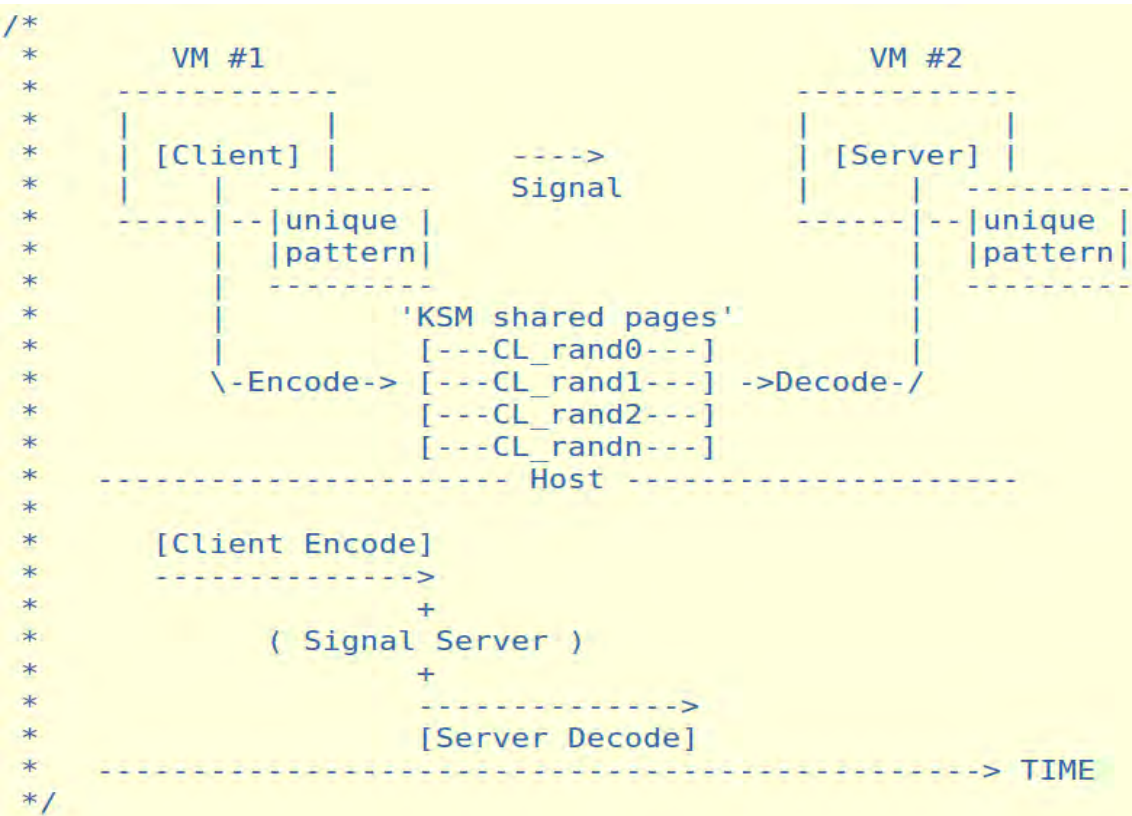 /*
 *        VM #1                                 VM #2
 *     ------------                         ------------
 *     |          |                         |          |
 *     | [Client] |         ---->           | [Server] |
 *     |    |  ---------    Signal          |     |  ---------
 *     -----|--|unique |                    ------|--|unique |
 *          |  |pattern|                          |  |pattern|
 *          |  ---------                          |  ---------
 *          |         'KSM shared pages'          |
 *          |          [---CL_rand0---]           |
 *          \-Encode-> [---CL_rand1---] ->Decode-/
 *                     [---CL_rand2---]
 *                     [---CL_randn---]
 *    ---------------------- Host ---------------------
 *
 *       [Client Encode]
 *       -------------->
 *                     +
 *             ( Signal Server )
 *                     +
 *                     -------------->
 *                     [Server Decode]
 *    -----------------------------------------------> TIME
 */